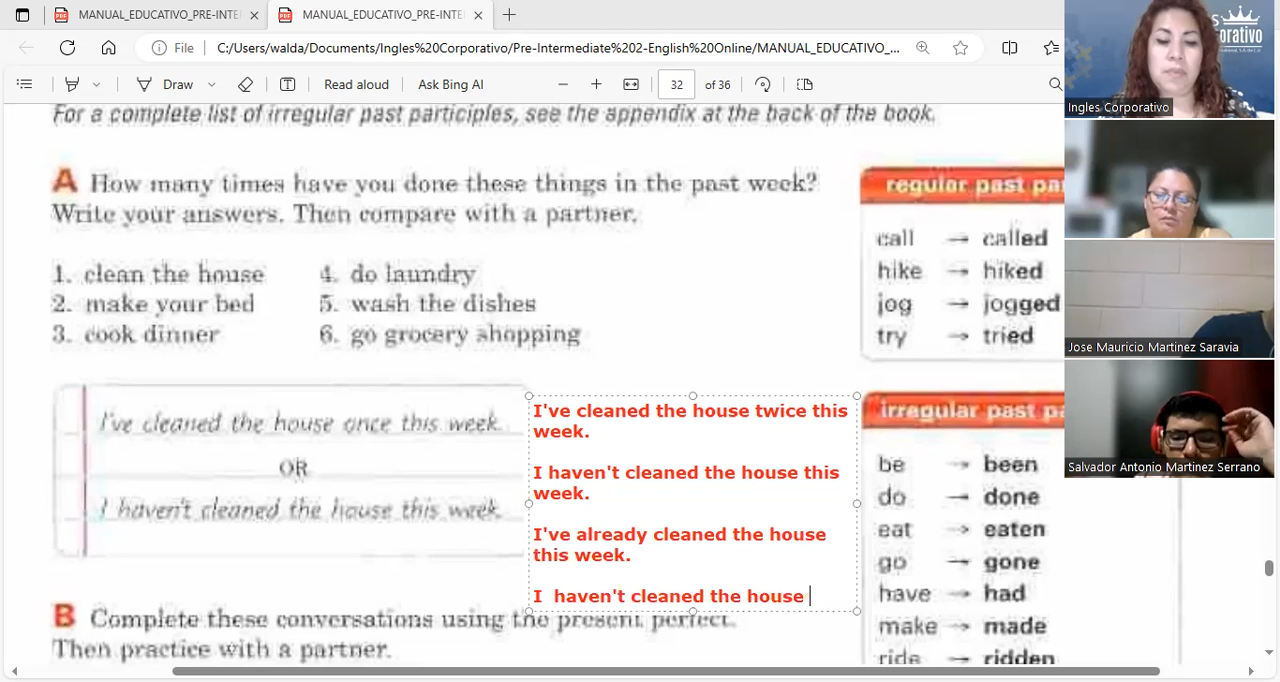 MANUAL_EDUCATIVO_PRE-INTE
MANUAL_EDUCATIVO_PRE-INTE
File
C:/Users/walda/Documents/Ingles%20Corporativo/Pre-Intermediate%202-English%20Online/MANUAL_EDUCATIVO_...
Draw
Read aloud
Ask Bing AI
32
of 36
For a complete list of irregular past participles, see the appendix at the back of the book.
A How many times have you done these things in the past week?
Write your answers. Then compare with a partner.
1. clean the house
2. make your bed
3. cook dinner
4. do laundry
5. wash the dishes
6. go grocery shopping
I've cleaned the house once this week.
OR
I haven't cleaned the house this week.
I've cleaned the house twice this
week.
I haven't cleaned the house this
week.
I've already cleaned the house
this week.
I  haven't cleaned the house
B Complete these conversations using the present perfect.
Then practice with a partner.
regular past pa
call → called
hike → hiked
jog → jogged
try → tried
irregular past pa
be → been
do → done
eat → eaten
go → gone
have → had
make → made
ride → ridden
orativo
Ingles Corporativo
Jose Mauricio Martinez Saravia
Salvador Antonio Martinez Serrano